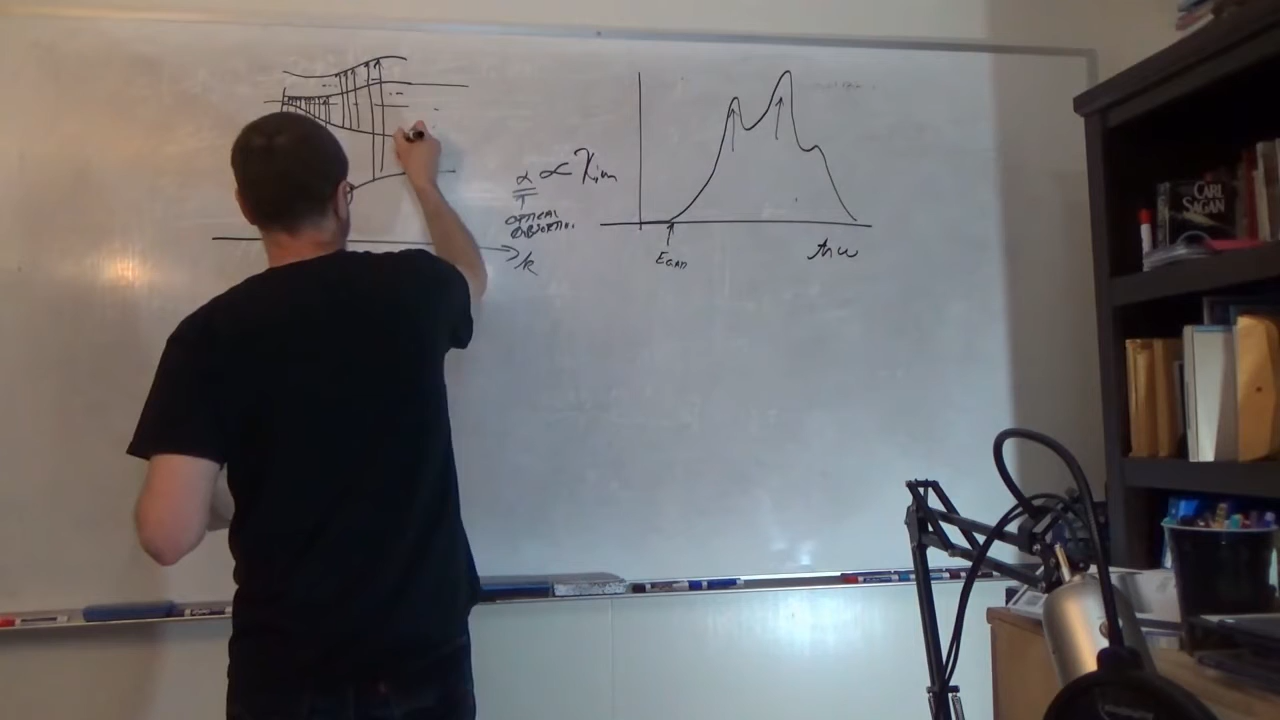 α ∝ χim
OPTICAL
ABSORPTION
k
EGAP
ħω
CARL
SAGAN